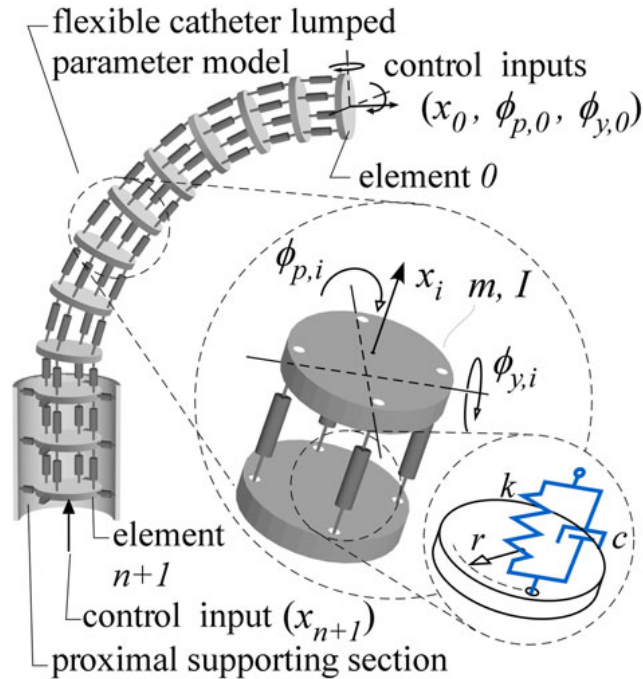 flexible catheter lumped
parameter model
control inputs
(x₀, ϕₚ,₀, ϕy,₀)
element 0
ϕp,i
xᵢ
m, I
ϕy,i
k
c
r
element
n+1
control input (xₙ₊₁)
proximal supporting section